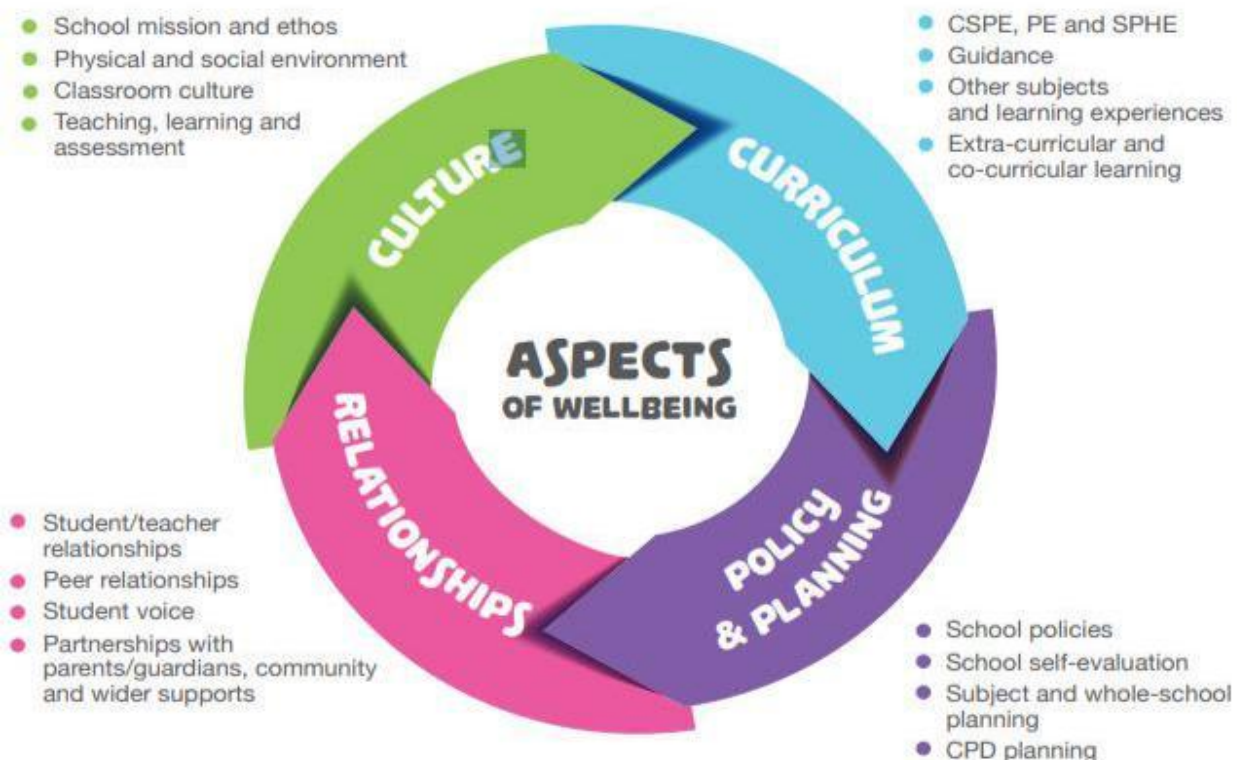 School mission and ethos
Physical and social environment
Classroom culture
Teaching, learning and
assessment
CSPE, PE and SPHE
Guidance
Other subjects
and learning experiences
Extra-curricular and
co-curricular learning
CULTURE
CURRICULUM
ASPECTS
OF WELLBEING
RELATIONSHIPS
POLICY
& PLANNING
Student/teacher
relationships
Peer relationships
Student voice
Partnerships with
parents/guardians, community
and wider supports
School policies
School self-evaluation
Subject and whole-school
planning
CPD planning